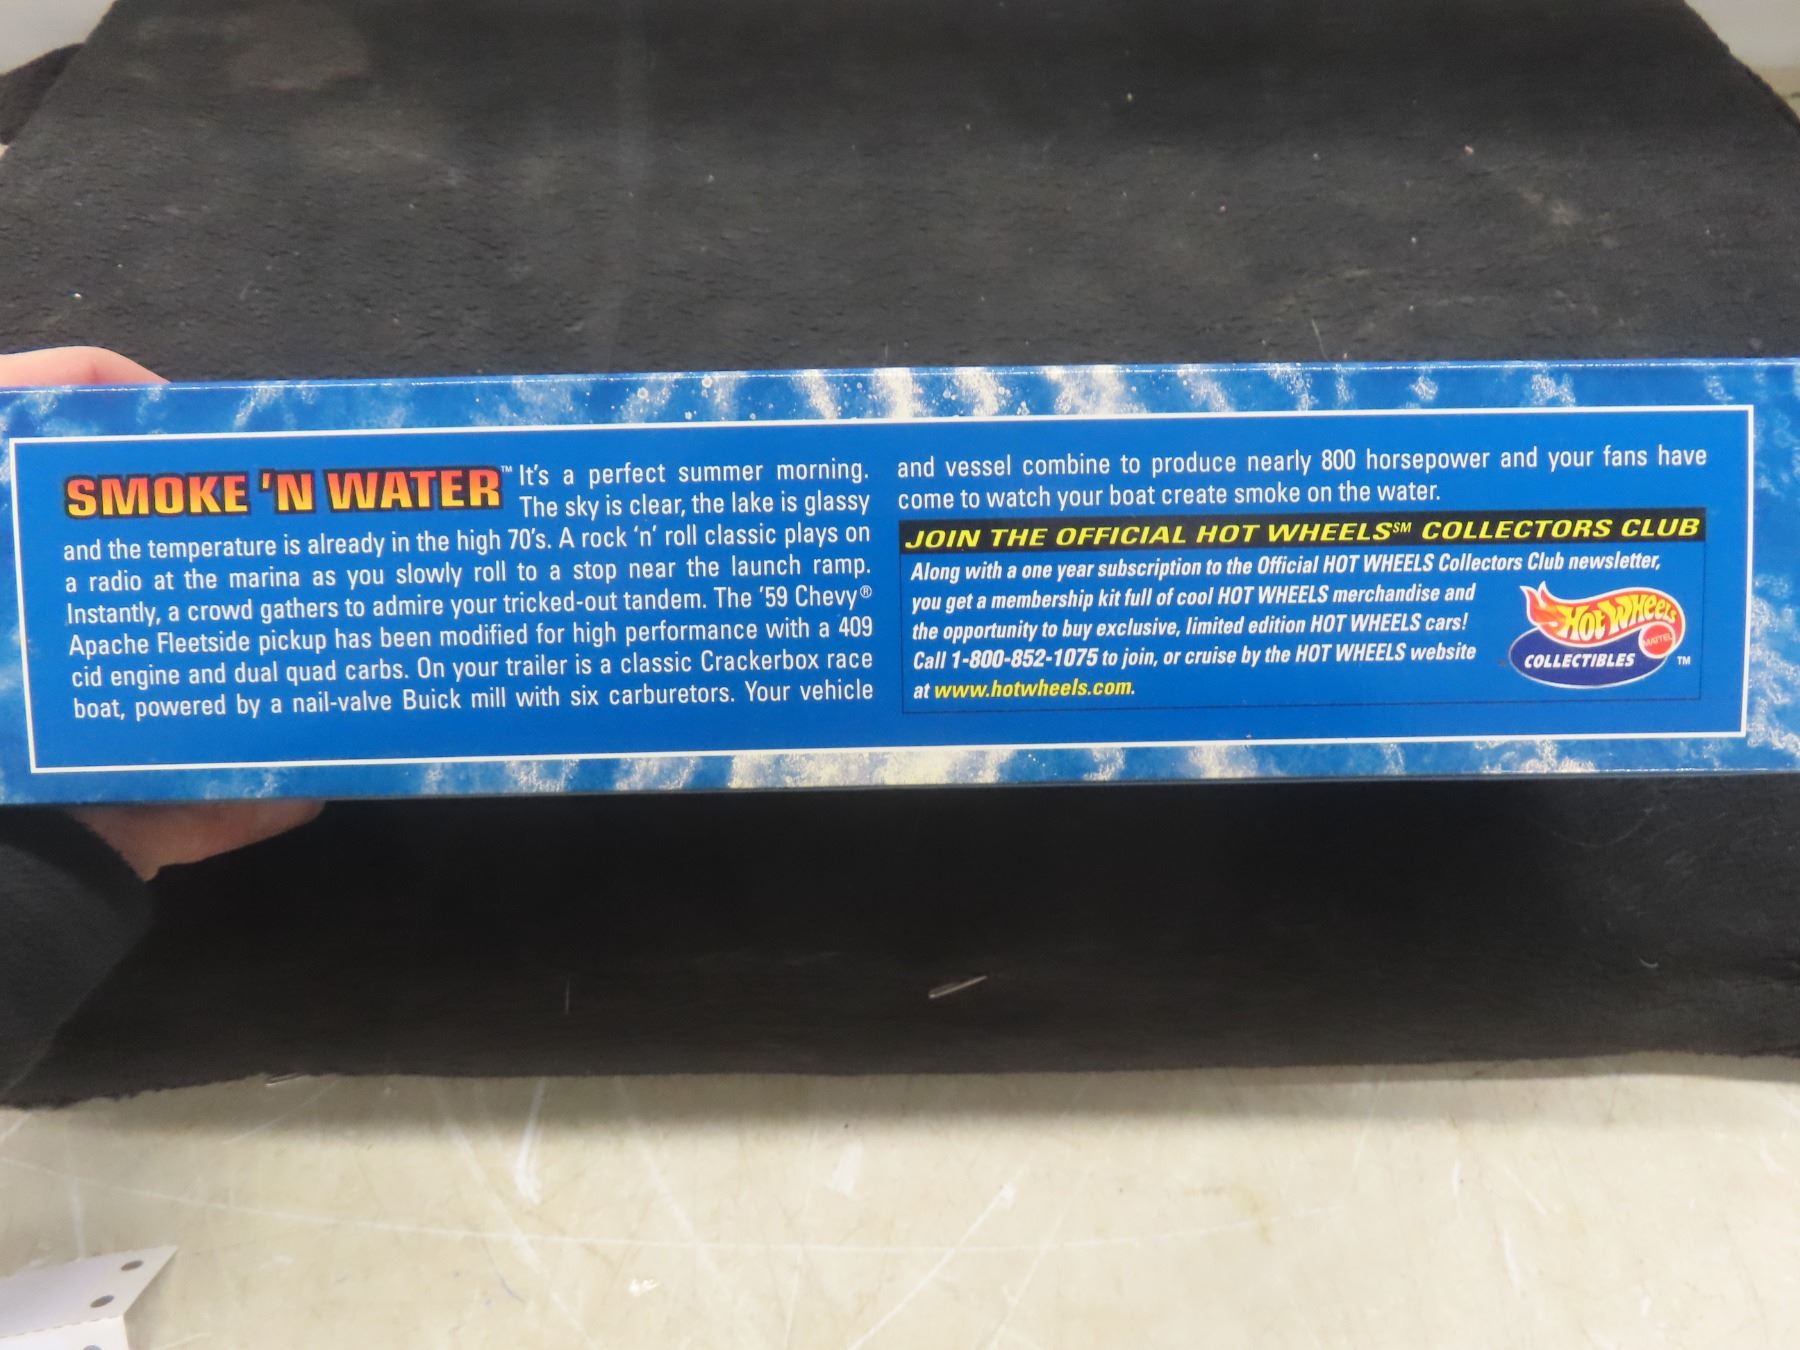 SMOKE 'N WATER™ It's a perfect summer morning.
The sky is clear, the lake is glassy
and the temperature is already in the high 70's. A rock 'n' roll classic plays on
a radio at the marina as you slowly roll to a stop near the launch ramp.
Instantly, a crowd gathers to admire your tricked-out tandem. The '59 Chevy®
Apache Fleetside pickup has been modified for high performance with a 409
cid engine and dual quad carbs. On your trailer is a classic Crackerbox race
boat, powered by a nail-valve Buick mill with six carburetors. Your vehicle
and vessel combine to produce nearly 800 horsepower and your fans have
come to watch your boat create smoke on the water.
JOIN THE OFFICIAL HOT WHEELS℠ COLLECTORS CLUB
Along with a one year subscription to the Official HOT WHEELS Collectors Club newsletter,
you get a membership kit full of cool HOT WHEELS merchandise and
the opportunity to buy exclusive, limited edition HOT WHEELS cars!
Call 1-800-852-1075 to join, or cruise by the HOT WHEELS website
at www.hotwheels.com.
Hot Wheels
MATTEL
COLLECTIBLES ™